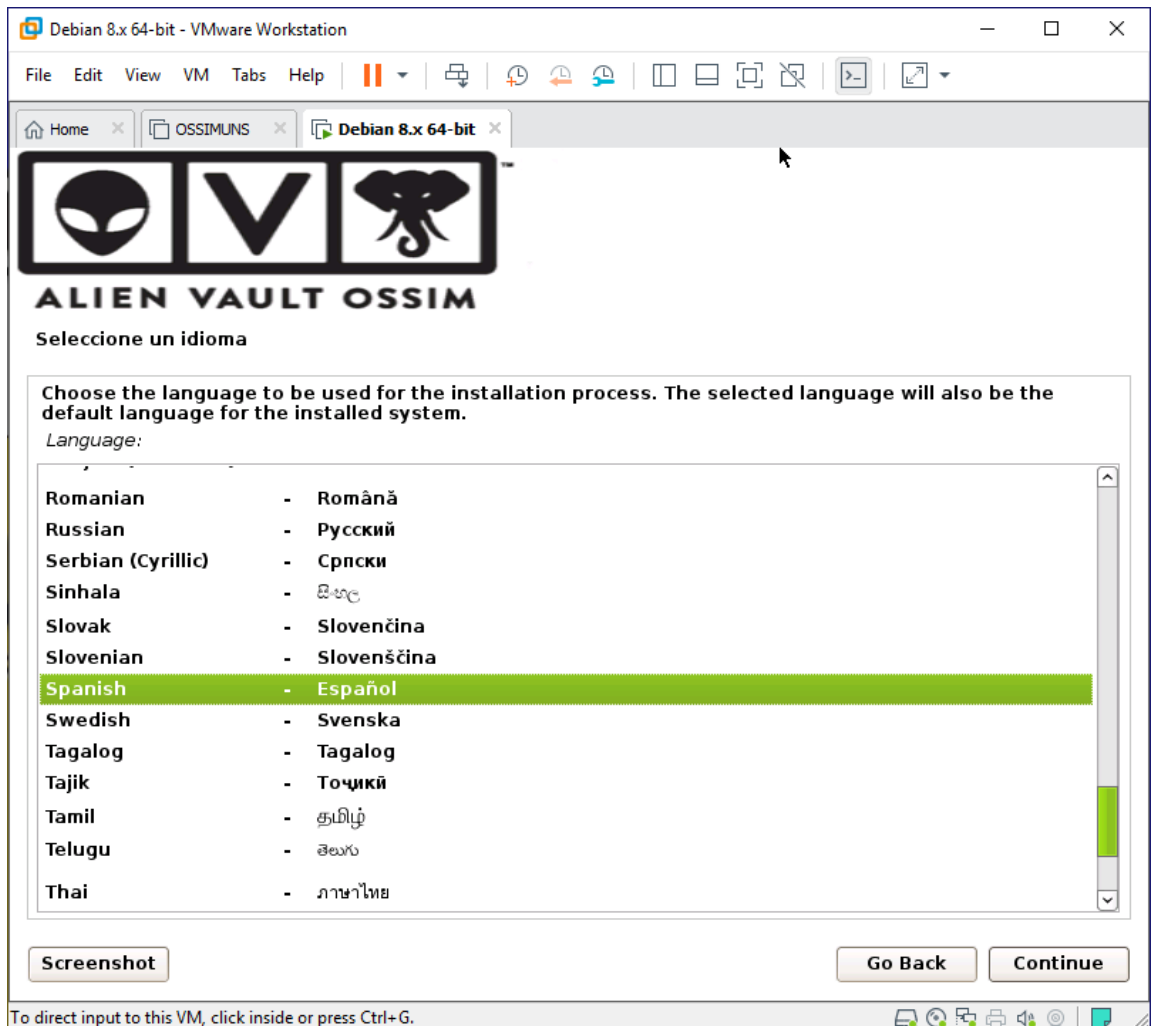 Debian 8.x 64-bit - VMware Workstation
File Edit View VM Tabs Help
Home OSSIMUNS Debian 8.x 64-bit
V ™
ALIEN VAULT OSSIM
Seleccione un idioma
Choose the language to be used for the installation process. The selected language will also be the
default language for the installed system.
Language:
Romanian - Română
Russian - Русский
Serbian (Cyrillic) - Српски
Sinhala - සිංහල
Slovak - Slovenčina
Slovenian - Slovenščina
Spanish - Español
Swedish - Svenska
Tagalog - Tagalog
Tajik - Тоҷикӣ
Tamil - தமிழ்
Telugu - తెలుగు
Thai - ภาษาไทย
Screenshot Go Back Continue
To direct input to this VM, click inside or press Ctrl+G.